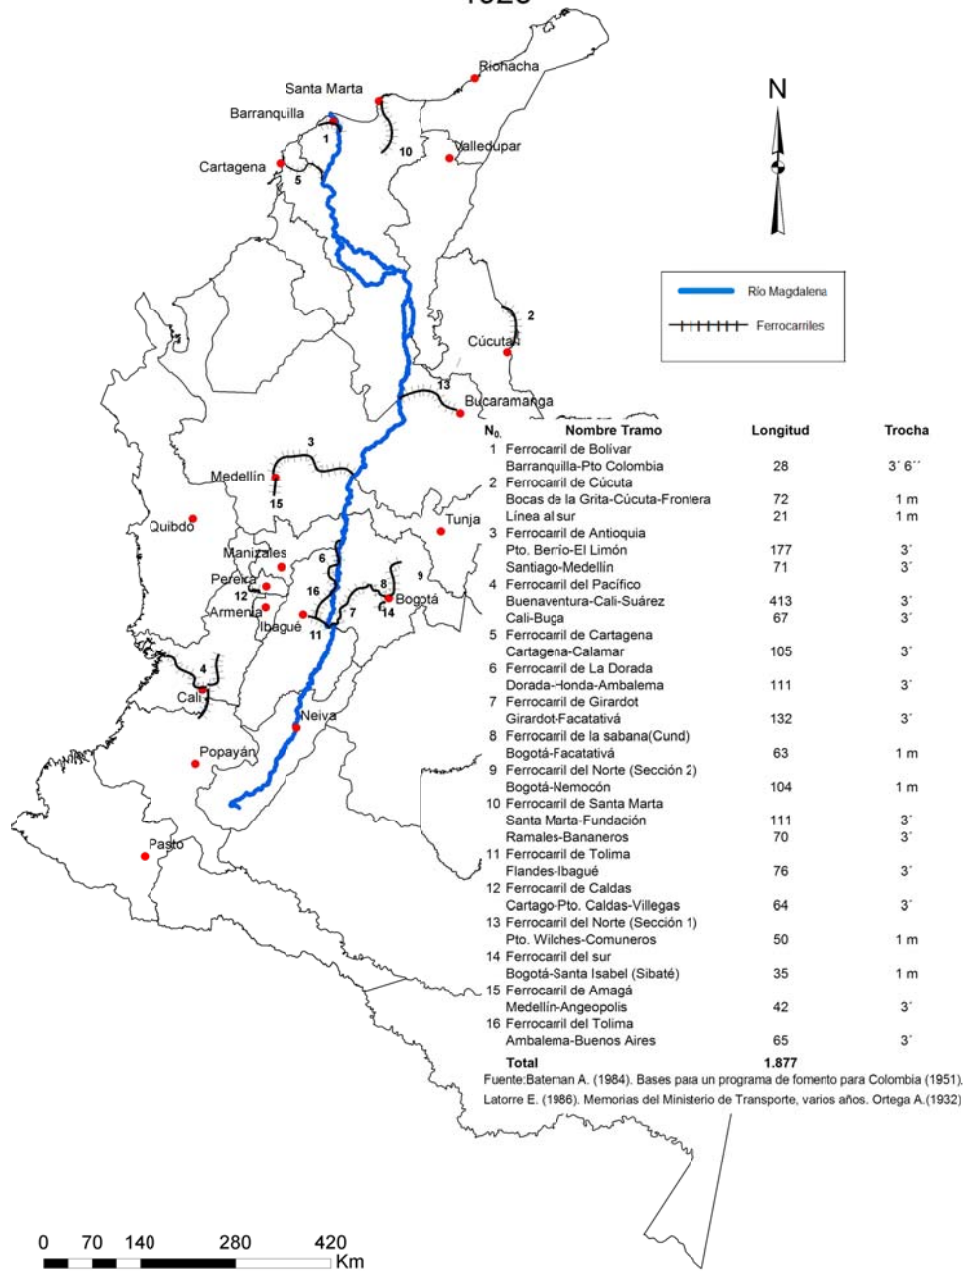 Riohacha
Santa Marta
Barranquilla
1
10
Valledupar
Cartagena
5
N
Río Magdalena
Ferrocarriles
2
Cúcuta
13
Bucaramanga
3
Medellín
15
Quibdo
Tunja
Manizales
6
Pereira
12
16
8
9
Armenia
Bogotá
14
Ibagué
11
7
4
Cali
Neiva
Popayán
Pasto
No. Nombre Tramo Longitud Trocha
1 Ferrocarril de Bolívar
Barranquilla-Pto Colombia 28 3´ 6´´
2 Ferrocarril de Cúcuta
Bocas de la Grita-Cúcuta-Frontera 72 1 m
Línea al sur 21 1 m
3 Ferrocarril de Antioquia
Pto. Berrío-El Limón 177 3´
Santiago-Medellín 71 3´
4 Ferrocarril del Pacífico
Buenaventura-Cali-Suárez 413 3´
Cali-Buga 67 3´
5 Ferrocarril de Cartagena
Cartagena-Calamar 105 3´
6 Ferrocarril de La Dorada
Dorada-Honda-Ambalema 111 3´
7 Ferrocarril de Girardot
Girardot-Facatativá 132 3´
8 Ferrocarril de la sabana(Cund)
Bogotá-Facatativá 63 1 m
9 Ferrocarril del Norte (Sección 2)
Bogotá-Nemocón 104 1 m
10 Ferrocarril de Santa Marta
Santa Marta-Fundación 111 3´
Ramales-Bananeros 70 3´
11 Ferrocarril de Tolima
Flandes-Ibagué 76 3´
12 Ferrocarril de Caldas
Cartago-Pto. Caldas-Villegas 64 3´
13 Ferrocarril del Norte (Sección 1)
Pto. Wilches-Comuneros 50 1 m
14 Ferrocarril del sur
Bogotá-Santa Isabel (Sibaté) 35 1 m
15 Ferrocarril de Amagá
Medellín-Angeopolis 42 3´
16 Ferrocarril del Tolima
Ambalema-Buenos Aires 65 3´
Total 1.877
Fuente:Bateman A. (1984). Bases para un programa de fomento para Colombia (1951).
Latorre E. (1986). Memorias del Ministerio de Transporte, varios años. Ortega A.(1932)
0 70 140 280 420
Km